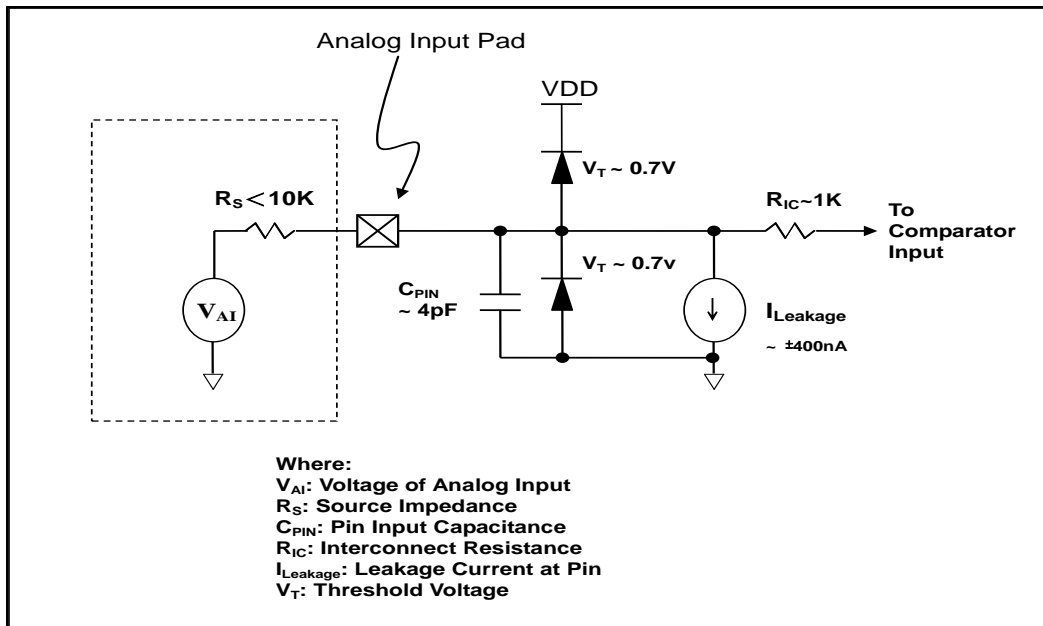 Analog Input Pad
VDD
V_T ~ 0.7V
R_S＜10K
R_IC~1K
To
Comparator
Input
V_T ~ 0.7v
C_PIN
~ 4pF
V_AI
I_Leakage
~ ±400nA
Where:
V_AI: Voltage of Analog Input
R_S: Source Impedance
C_PIN: Pin Input Capacitance
R_IC: Interconnect Resistance
I_Leakage: Leakage Current at Pin
V_T: Threshold Voltage